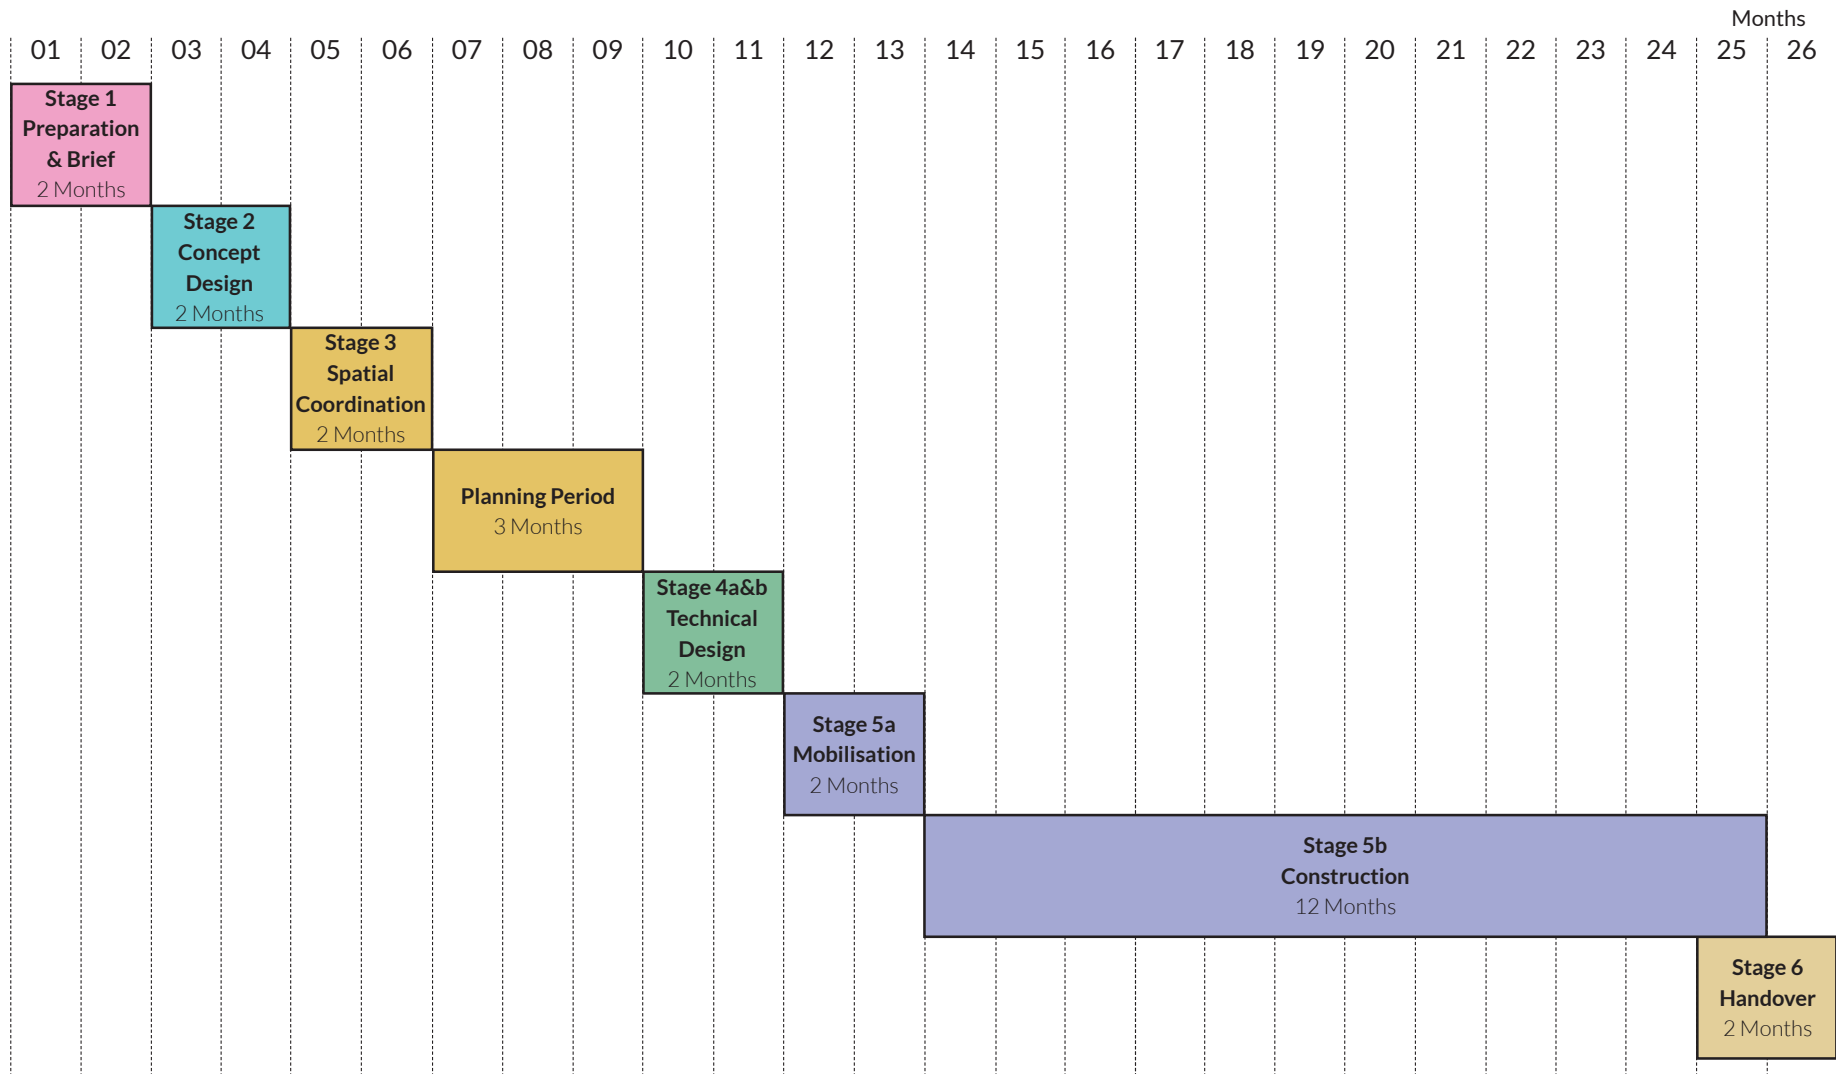 Months
01 02 03 04 05 06 07 08 09 10 11 12 13 14 15 16 17 18 19 20 21 22 23 24 25 26
Stage 1
Preparation
& Brief
2 Months
Stage 2
Concept
Design
2 Months
Stage 3
Spatial
Coordination
2 Months
Planning Period
3 Months
Stage 4a&b
Technical
Design
2 Months
Stage 5a
Mobilisation
2 Months
Stage 5b
Construction
12 Months
Stage 6
Handover
2 Months